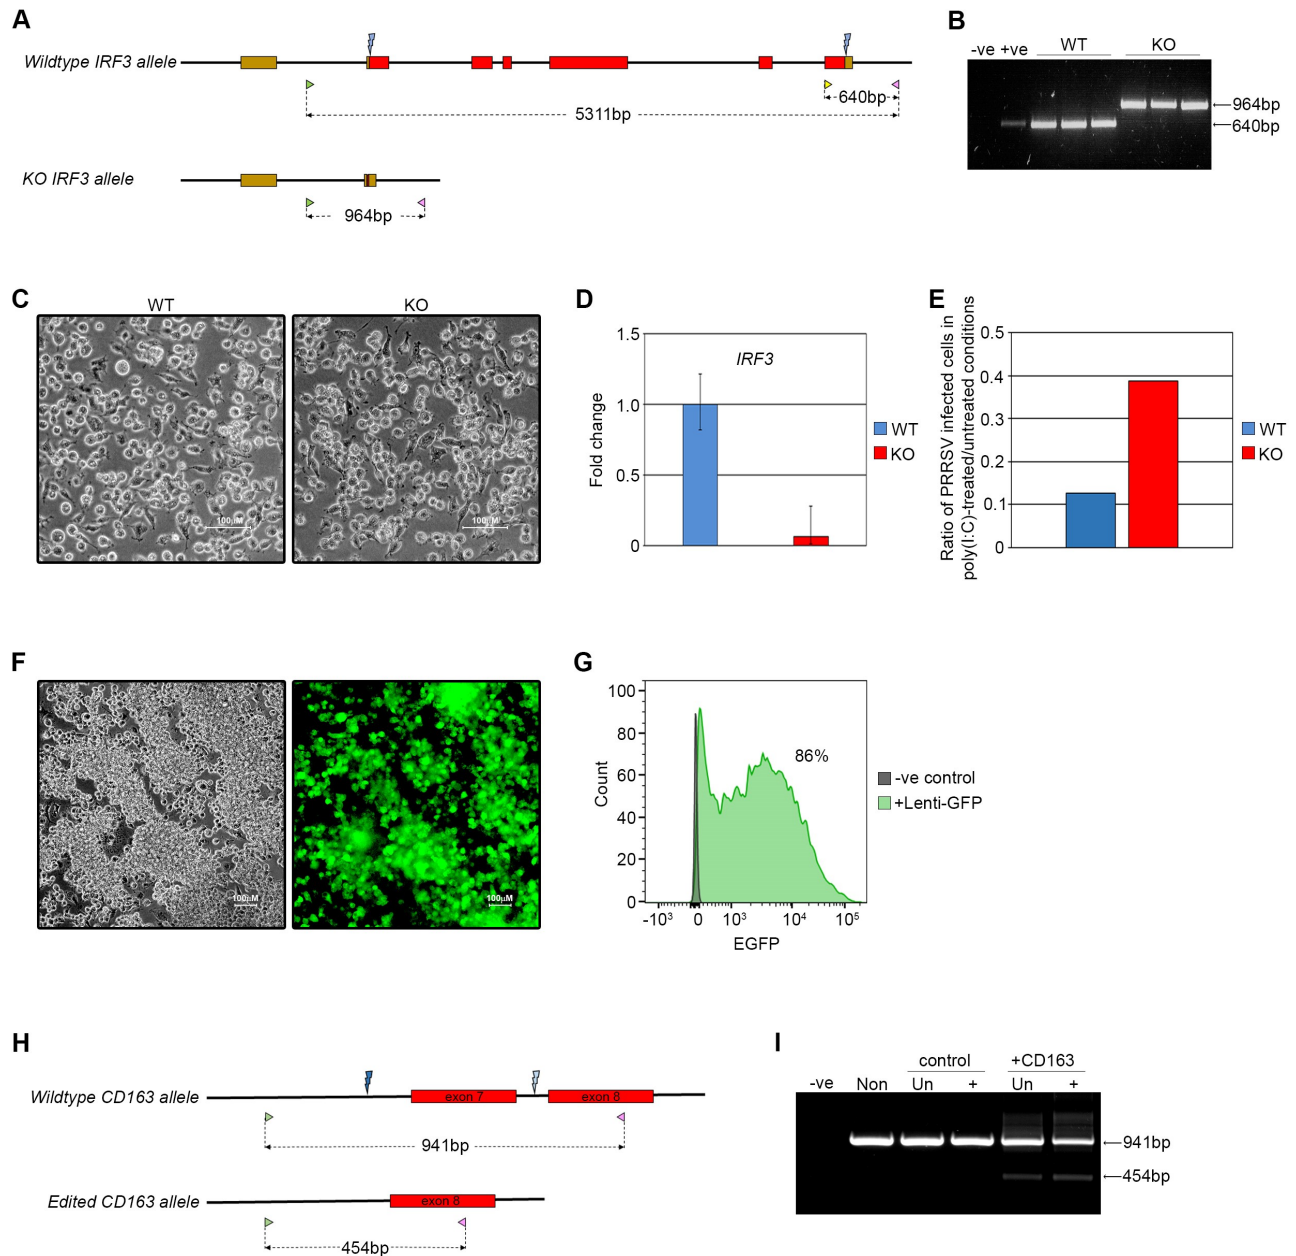 A
Wildtype IRF3 allele
640bp
5311bp
KO IRF3 allele
964bp
B
-ve +ve WT KO
964bp
640bp
C
WT
KO
100µM
100µM
D
1.5
1.0
0.5
0
Fold change
IRF3
WT
KO
E
Ratio of PRRSV infected cells in
poly(I:C)-treated/untreated conditions
0.5
0.4
0.3
0.2
0.1
0
WT
KO
F
100µM
100µM
G
100
80
60
40
20
0
Count
86%
-10³ 0 10³ 10⁴ 10⁵
EGFP
-ve control
+Lenti-GFP
H
Wildtype CD163 allele
exon 7
exon 8
941bp
Edited CD163 allele
exon 8
454bp
I
control +CD163
-ve Non Un + Un +
941bp
454bp